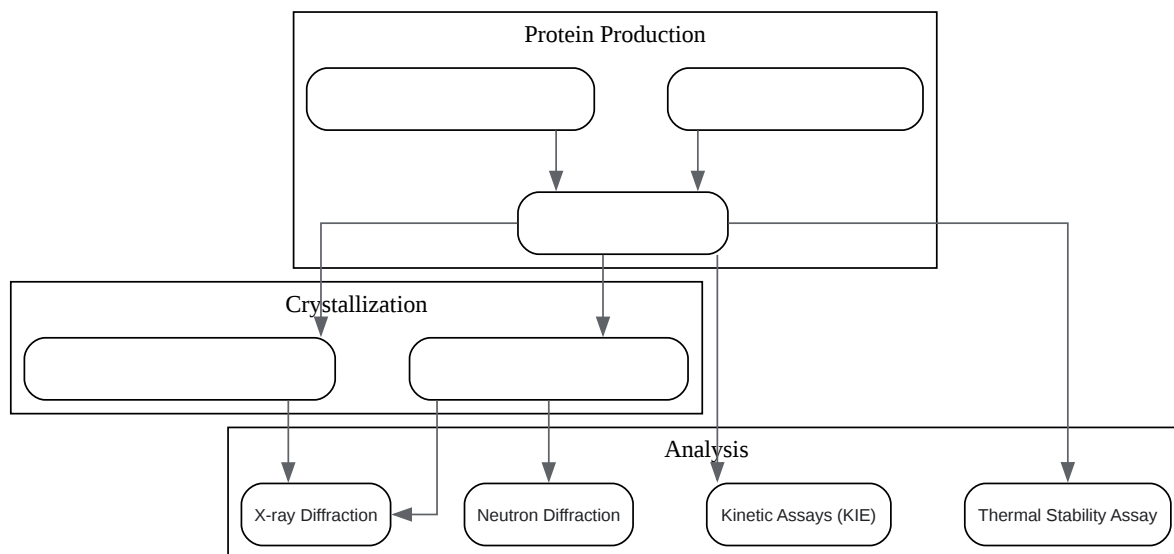 Protein Production
Crystallization
Analysis
X-ray Diffraction
Neutron Diffraction
Kinetic Assays (KIE)
Thermal Stability Assay